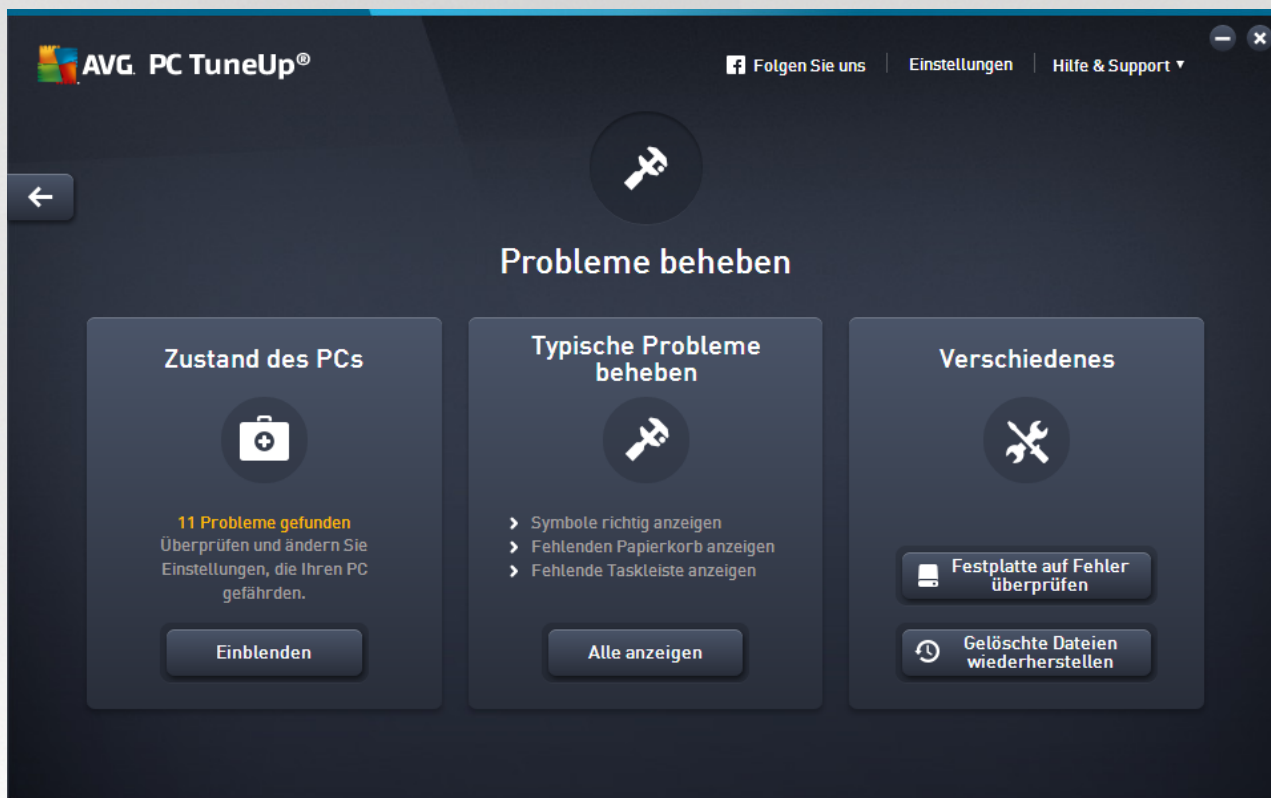 AVG. PC TuneUp®
Folgen Sie uns
Einstellungen
Hilfe & Support
Probleme beheben
Zustand des PCs
11 Probleme gefunden
Überprüfen und ändern Sie
Einstellungen, die Ihren PC
gefährden.
Einblenden
Typische Probleme
beheben
Symbole richtig anzeigen
Fehlenden Papierkorb anzeigen
Fehlende Taskleiste anzeigen
Alle anzeigen
Verschiedenes
Festplatte auf Fehler
überprüfen
Gelöschte Dateien
wiederherstellen